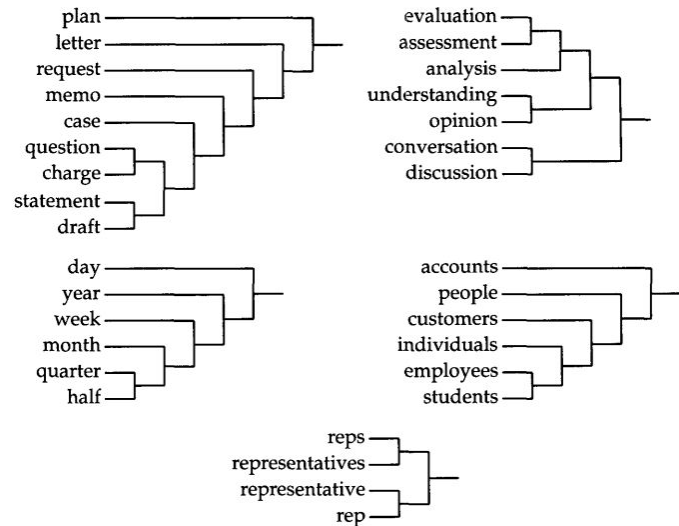 plan
letter
request
memo
case
question
charge
statement
draft
evaluation
assessment
analysis
understanding
opinion
conversation
discussion
day
year
week
month
quarter
half
accounts
people
customers
individuals
employees
students
reps
representatives
representative
rep